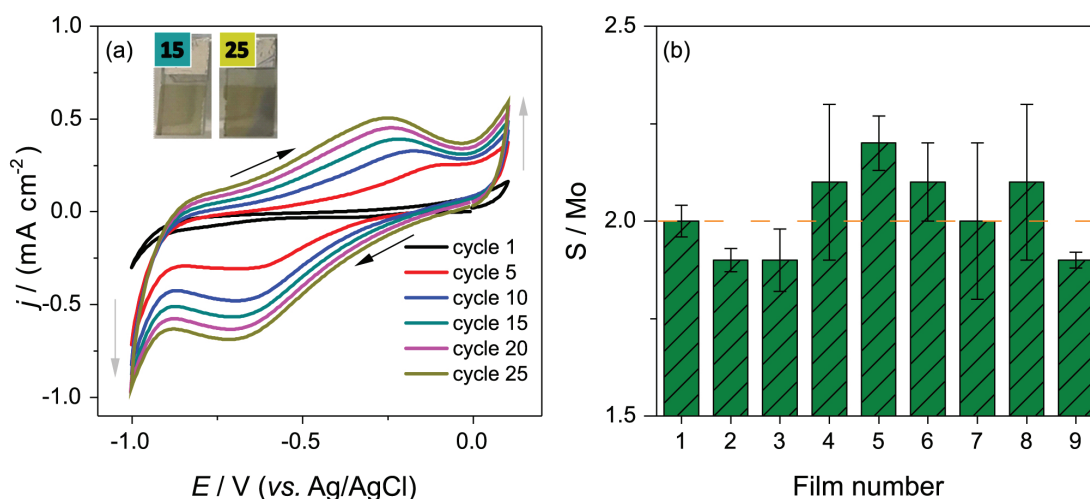 (a)
15 25
1.0
0.5
0.0
-0.5
-1.0
j / (mA cm-2)
cycle 1
cycle 5
cycle 10
cycle 15
cycle 20
cycle 25
-1.0 -0.5 0.0
E / V (vs. Ag/AgCl)
(b)
2.5
2.0
1.5
S / Mo
1 2 3 4 5 6 7 8 9
Film number